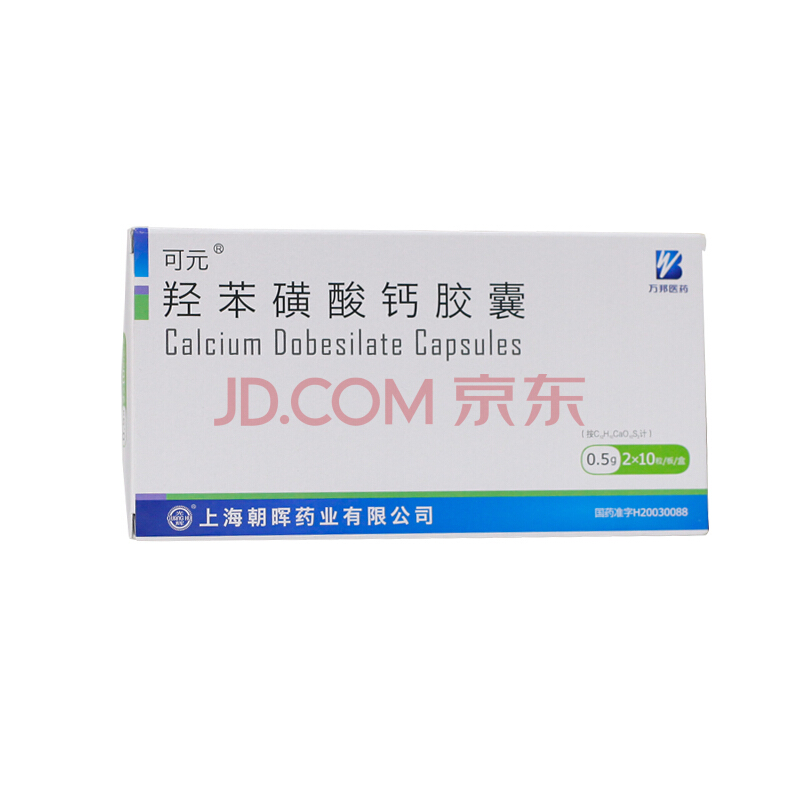 可元®
羟苯磺酸钙胶囊
Calcium Dobesilate Capsules
万邦医药
JD.COM 京东
0.5g 2×10粒/板/盒
上海朝晖药业有限公司
国药准字H20030088